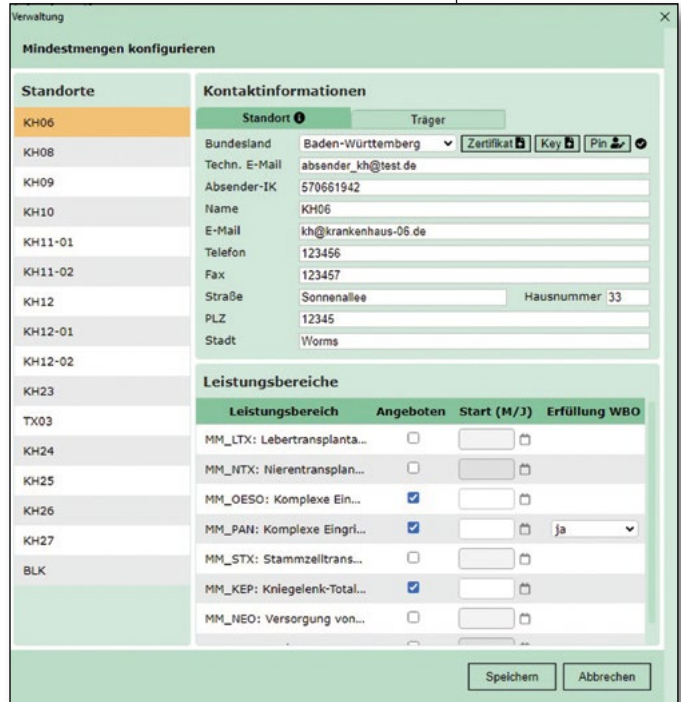 Verwaltung
Mindestmengen konfigurieren
Standorte
KH06
KH08
KH09
KH10
KH11-01
KH11-02
KH12
KH12-01
KH12-02
KH23
TX03
KH24
KH25
KH26
KH27
BLK
Kontaktinformationen
Standort Träger
Bundesland Baden-Württemberg Zertifikat Key Pin
Techn. E-Mail absender_kh@test.de
Absender-IK 570661942
Name KH06
E-Mail kh@krankenhaus-06.de
Telefon 123456
Fax 123457
Straße Sonnenallee Hausnummer 33
PLZ 12345
Stadt Worms
Leistungsbereiche
Leistungsbereich Angeboten Start (M/J) Erfüllung WBO
MM_LTX: Lebertransplanta...
MM_NTX: Nierentransplan...
MM_OESO: Komplexe Ein...
MM_PAN: Komplexe Eingri... ja
MM_STX: Stammzelltrans...
MM_KEP: Kniegelenk-Total...
MM_NEO: Versorgung von...
Speichern Abbrechen